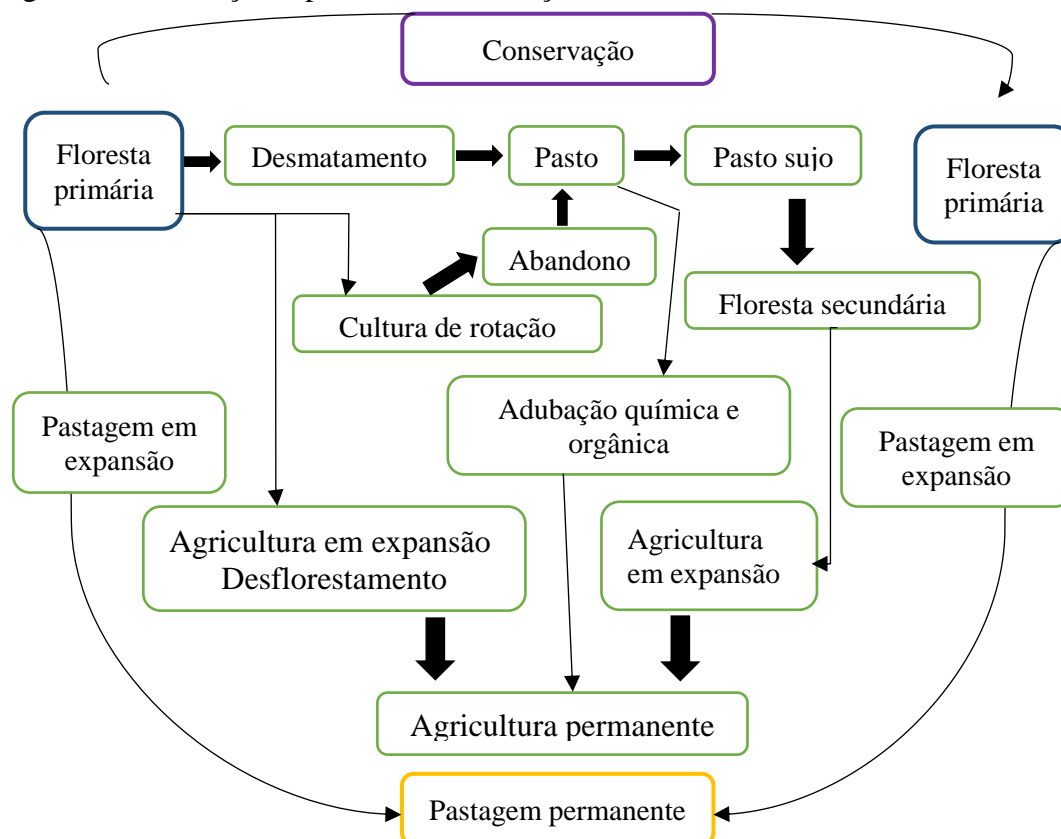 Conservação
Floresta
primária
Desmatamento
Pasto
Pasto sujo
Floresta
primária
Abandono
Cultura de rotação
Floresta secundária
Adubação química e
orgânica
Pastagem em
expansão
Pastagem em
expansão
Agricultura em expansão
Desflorestamento
Agricultura
em expansão
Agricultura permanente
Pastagem permanente